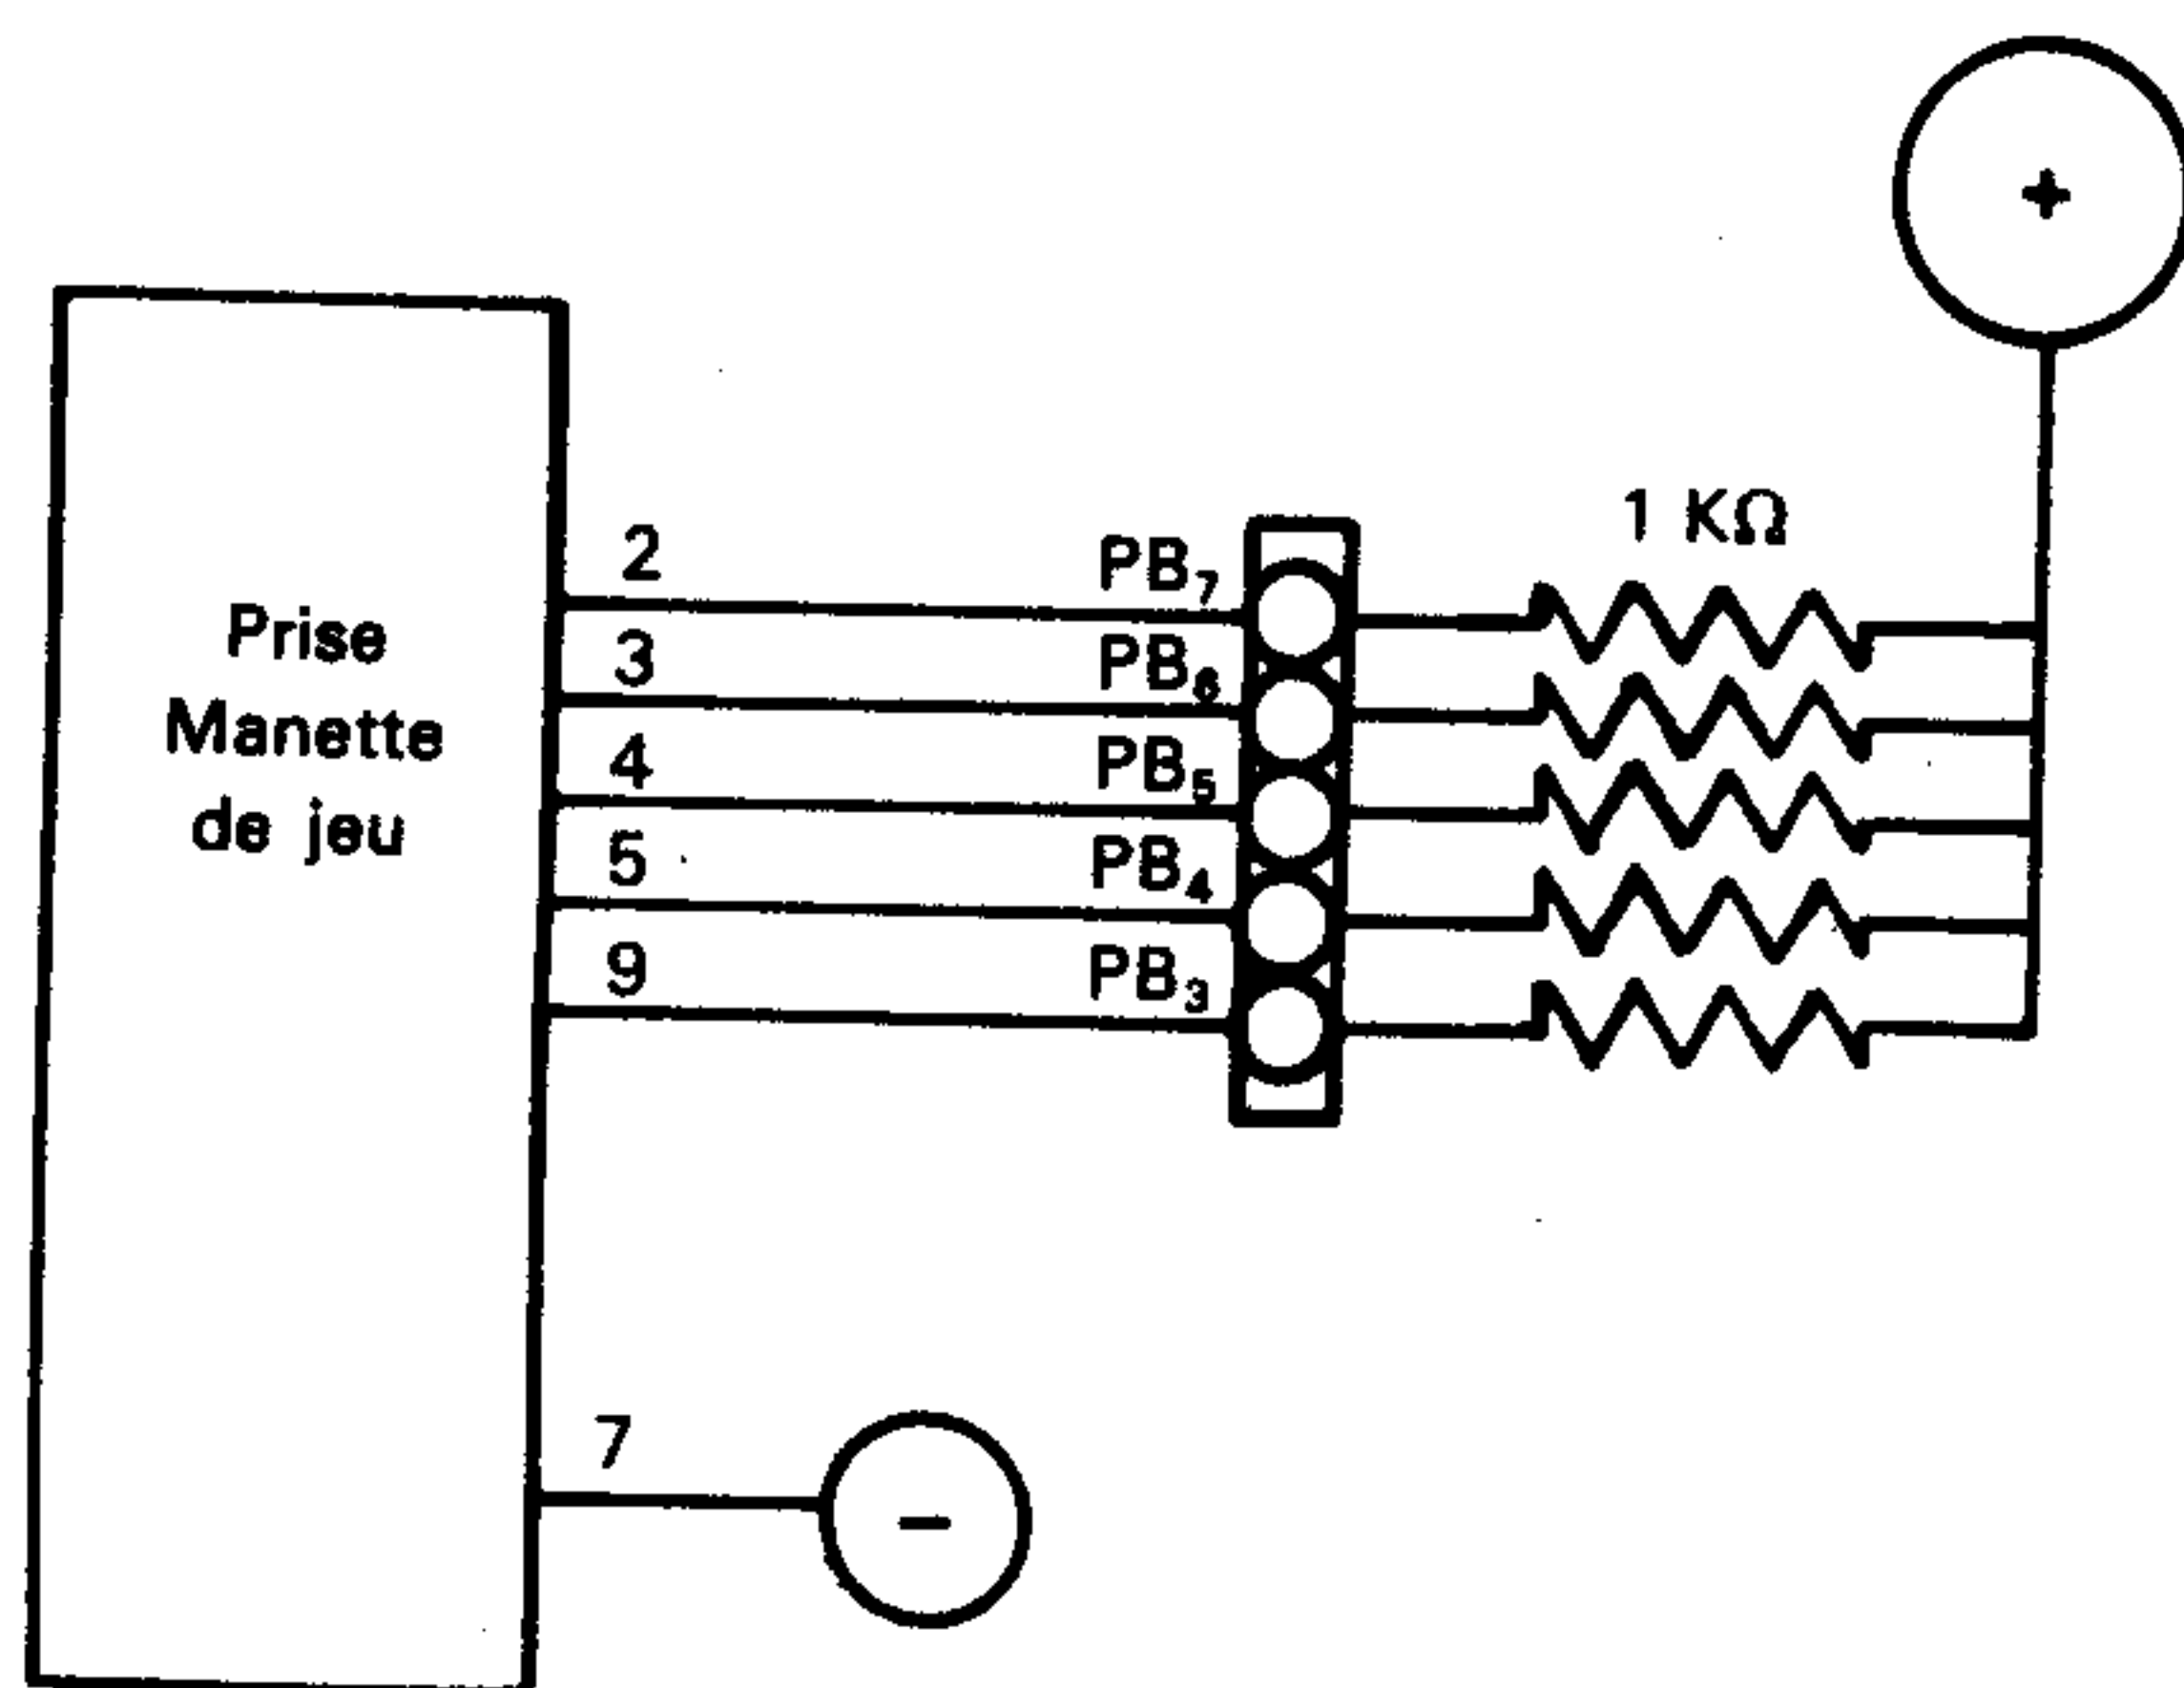 +
1 KΩ
2 PB₇
Prise
3 PB₆
Manette
4 PB₅
de jeu
5 PB₄
9 PB₃
7
−